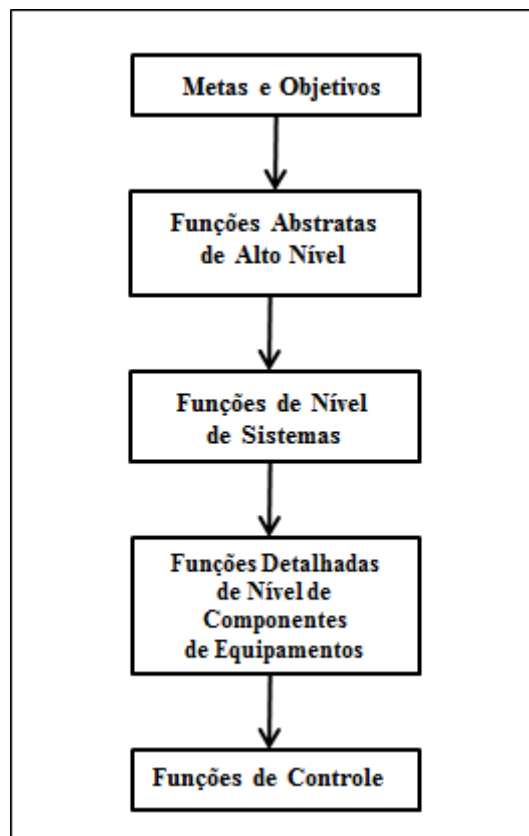 Metas e Objetivos
Funções Abstratas
de Alto Nível
Funções de Nível
de Sistemas
Funções Detalhadas
de Nível de
Componentes
de Equipamentos
Funções de Controle